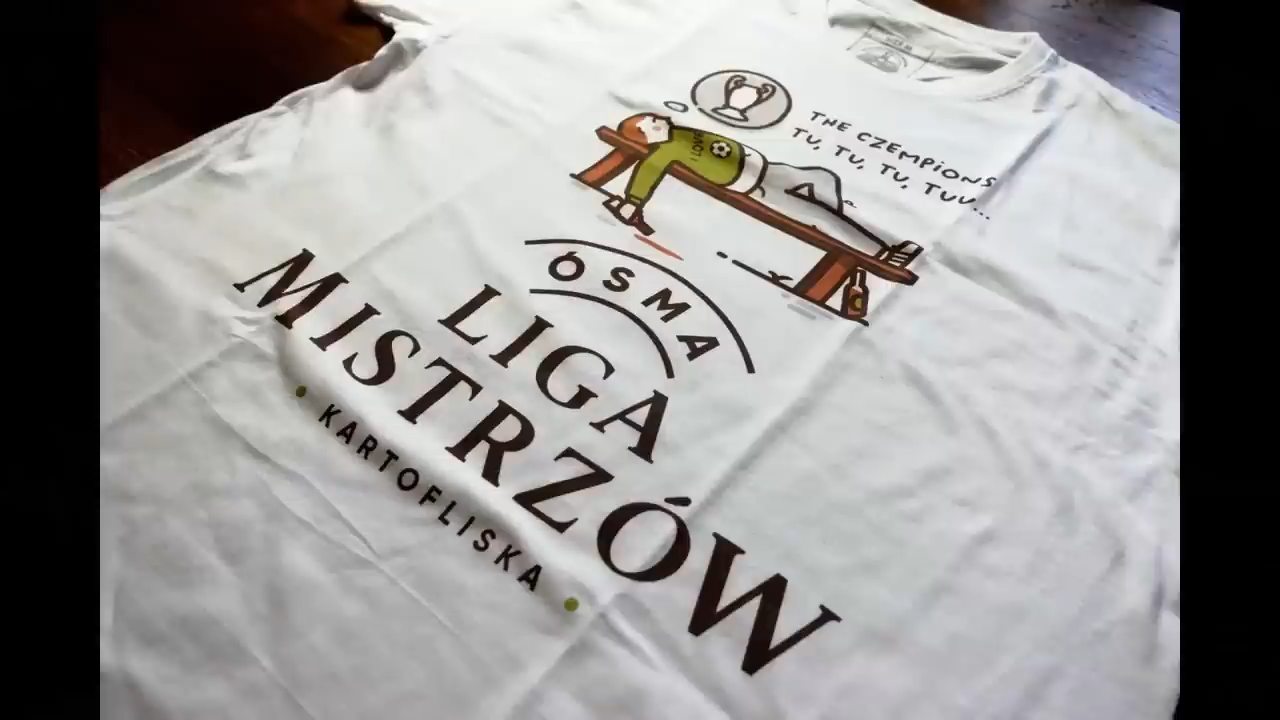 THE CZEMPIONS
TU, TU, TU, TUU...
ÓSMA
LIGA
MISTRZÓW
KARTOFLISKA